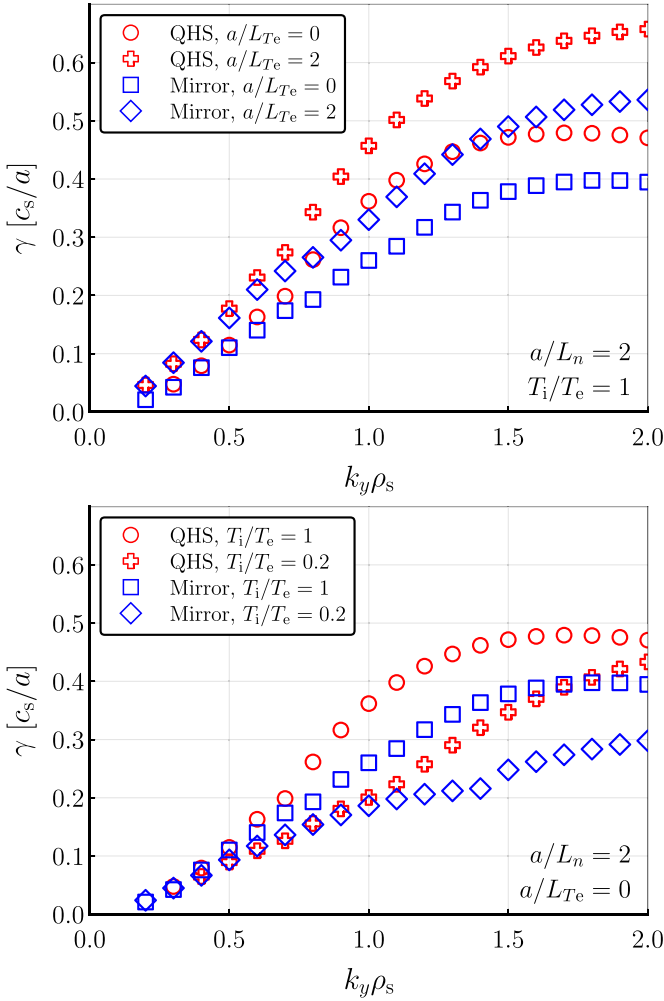 QHS, a/L_Te = 0
QHS, a/L_Te = 2
Mirror, a/L_Te = 0
Mirror, a/L_Te = 2
0.6
0.5
0.4
0.3
0.2
0.1
0.0
γ [c_s/a]
a/L_n = 2
T_i/T_e = 1
0.0 0.5 1.0 1.5 2.0
k_yρ_s
QHS, T_i/T_e = 1
QHS, T_i/T_e = 0.2
Mirror, T_i/T_e = 1
Mirror, T_i/T_e = 0.2
0.6
0.5
0.4
0.3
0.2
0.1
0.0
γ [c_s/a]
a/L_n = 2
a/L_Te = 0
0.0 0.5 1.0 1.5 2.0
k_yρ_s